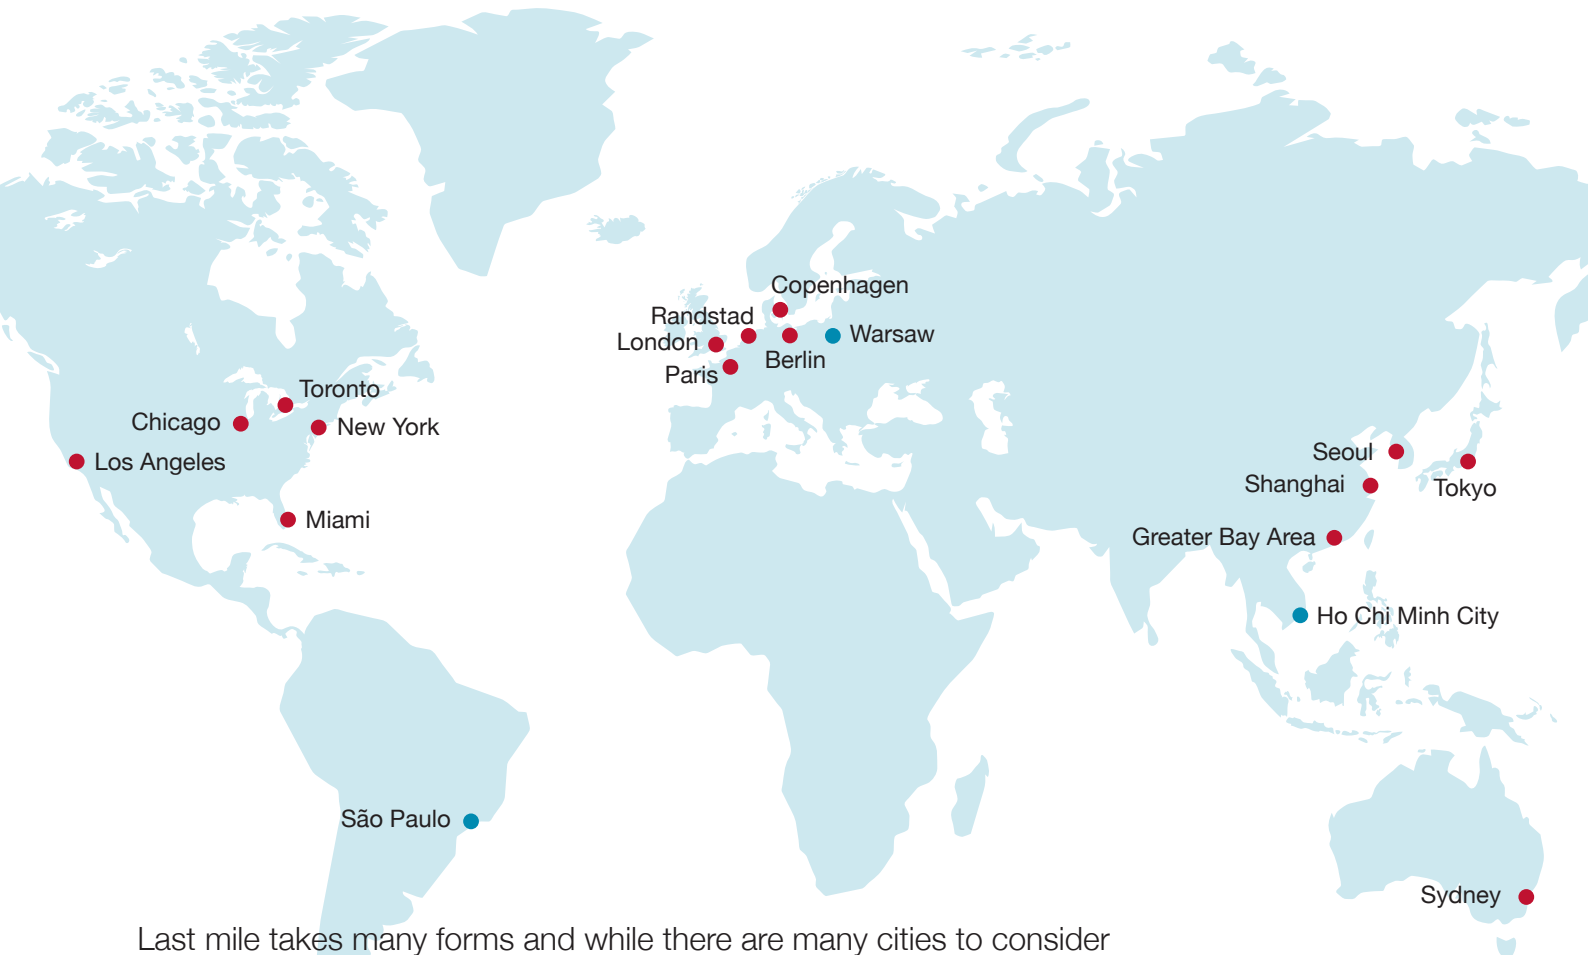 Copenhagen
Randstad
London
Warsaw
Berlin
Paris
Toronto
Chicago
New York
Los Angeles
Miami
Seoul
Shanghai
Tokyo
Greater Bay Area
Ho Chi Minh City
São Paulo
Sydney
Last mile takes many forms and while there are many cities to consider